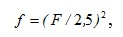 f = (F / 2,5)²,